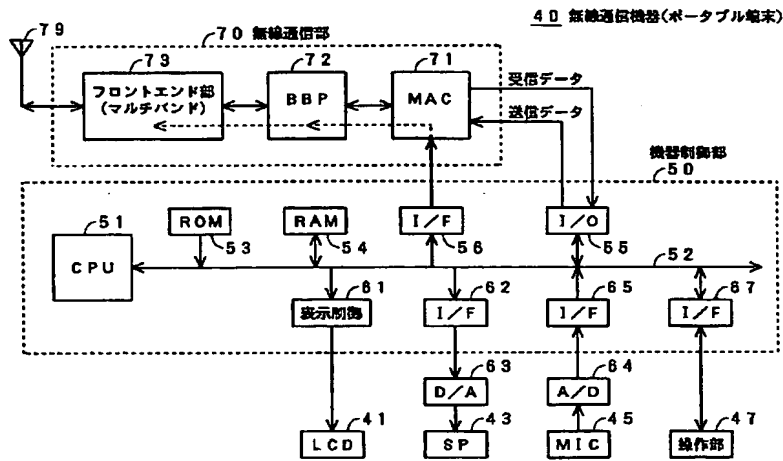 40 無線通信機器(ポータブル端末)
79
70 無線通信部
73
フロントエンド部
(マルチバンド)
72
BBP
71
MAC
受信データ
送信データ
機器制御部
50
51
CPU
ROM
53
RAM
54
I/F
56
I/O
55
52
61
表示制御
62
I/F
65
I/F
67
I/F
63
D/A
64
A/D
41
LCD
43
SP
45
MIC
47
操作部